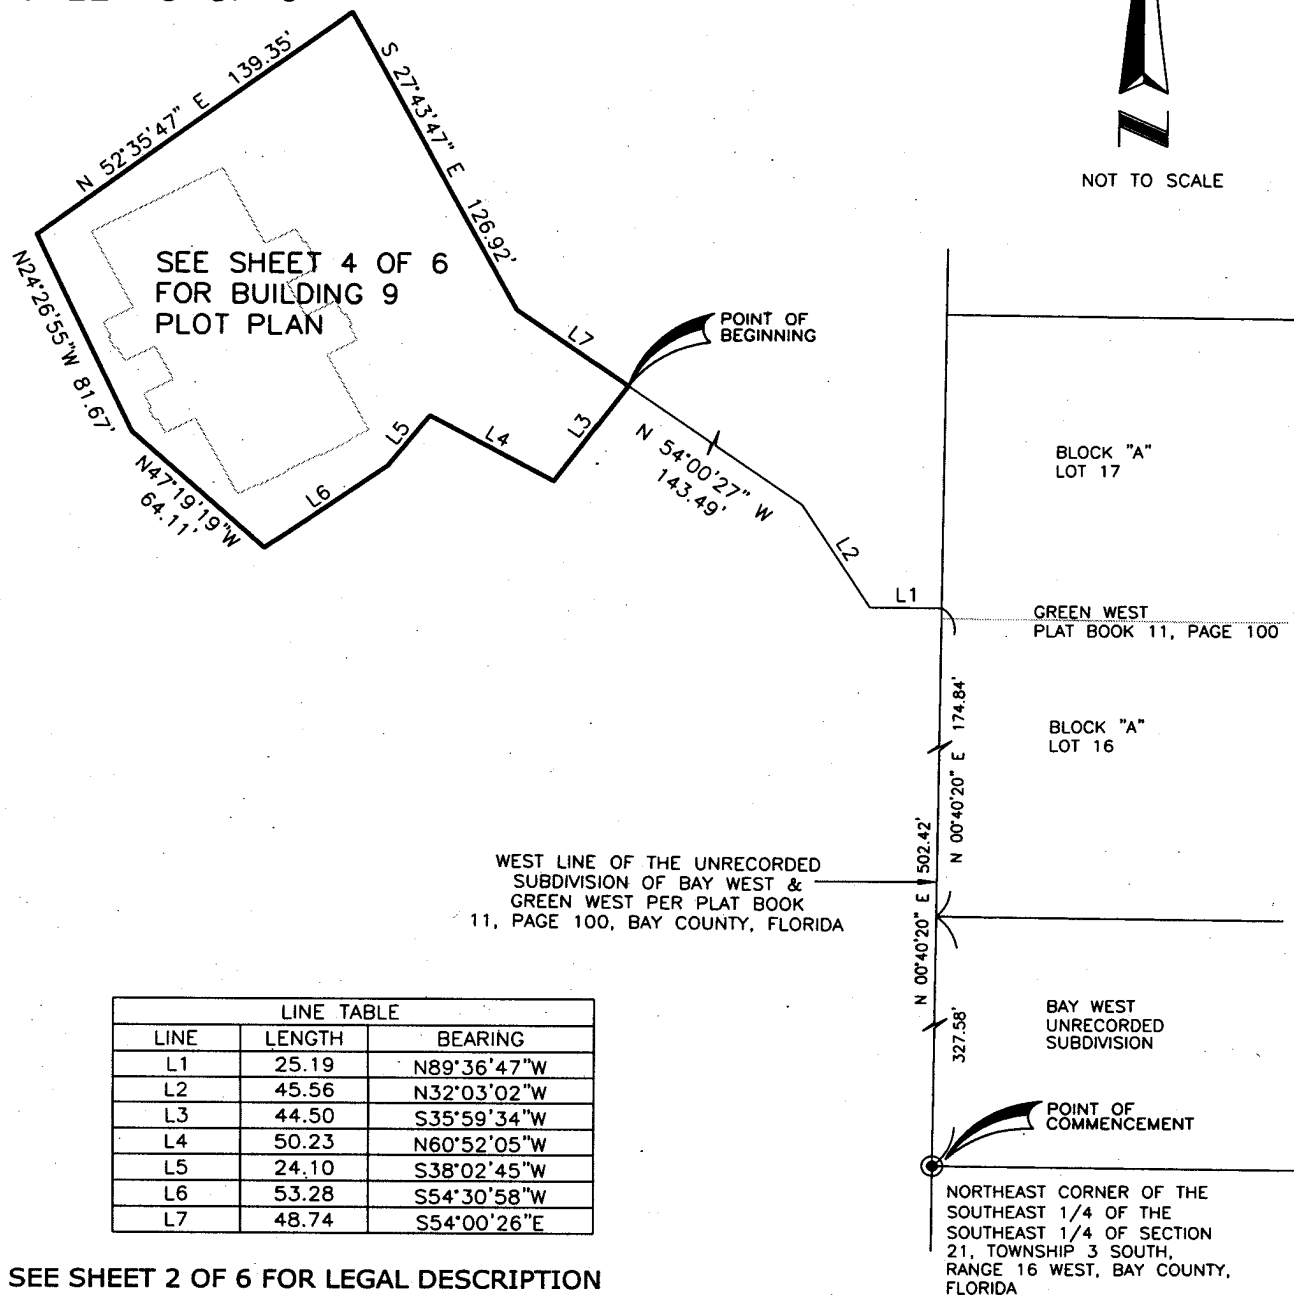 N 52°35'47" E 139.35'
S 27°43'47" E 126.92'
NOT TO SCALE
SEE SHEET 4 OF 6
FOR BUILDING 9
PLOT PLAN
N24°26'55"W 81.67'
N47°19'19"W
64.11'
L7
POINT OF
BEGINNING
L3
L4
L5
L6
N 54°00'27" W
143.49'
L2
L1
BLOCK "A"
LOT 17
GREEN WEST
PLAT BOOK 11, PAGE 100
N 00°40'20" E 174.84'
BLOCK "A"
LOT 16
N 00°40'20" E 502.42'
WEST LINE OF THE UNRECORDED
SUBDIVISION OF BAY WEST &
GREEN WEST PER PLAT BOOK
11, PAGE 100, BAY COUNTY, FLORIDA
327.58'
BAY WEST
UNRECORDED
SUBDIVISION
POINT OF
COMMENCEMENT
NORTHEAST CORNER OF THE
SOUTHEAST 1/4 OF THE
SOUTHEAST 1/4 OF SECTION
21, TOWNSHIP 3 SOUTH,
RANGE 16 WEST, BAY COUNTY,
FLORIDA
LINE TABLE
LINE LENGTH BEARING
L1 25.19 N89°36'47"W
L2 45.56 N32°03'02"W
L3 44.50 S35°59'34"W
L4 50.23 N60°52'05"W
L5 24.10 S38°02'45"W
L6 53.28 S54°30'58"W
L7 48.74 S54°00'26"E
SEE SHEET 2 OF 6 FOR LEGAL DESCRIPTION